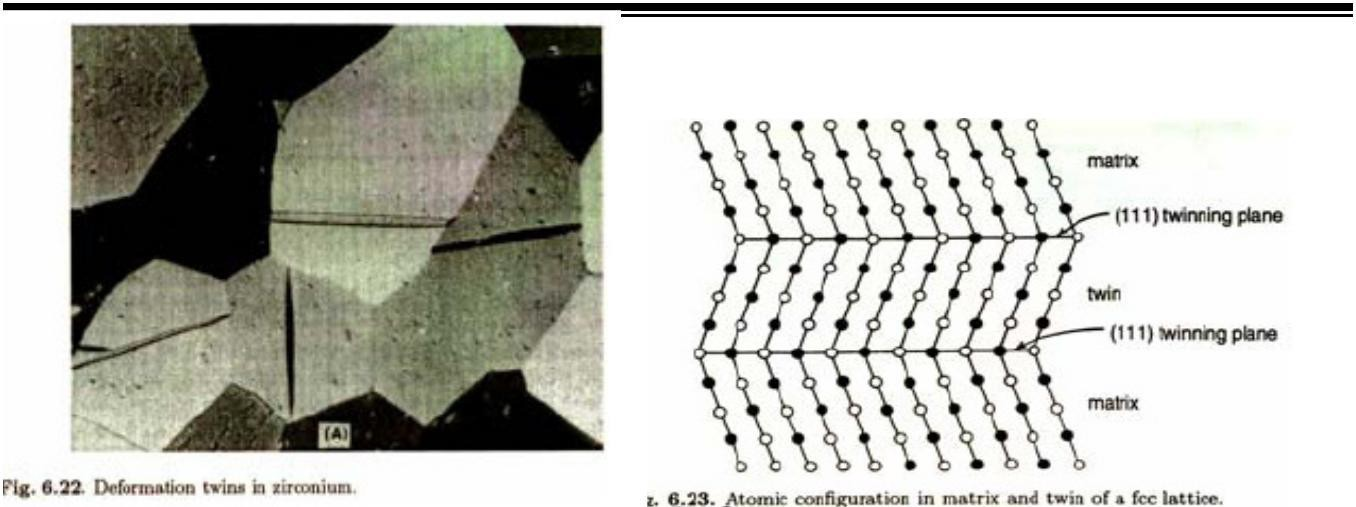 (A)
Fig. 6.22. Deformation twins in zirconium.
matrix
(111) twinning plane
twin
(111) twinning plane
matrix
6.23. Atomic configuration in matrix and twin of a fcc lattice.